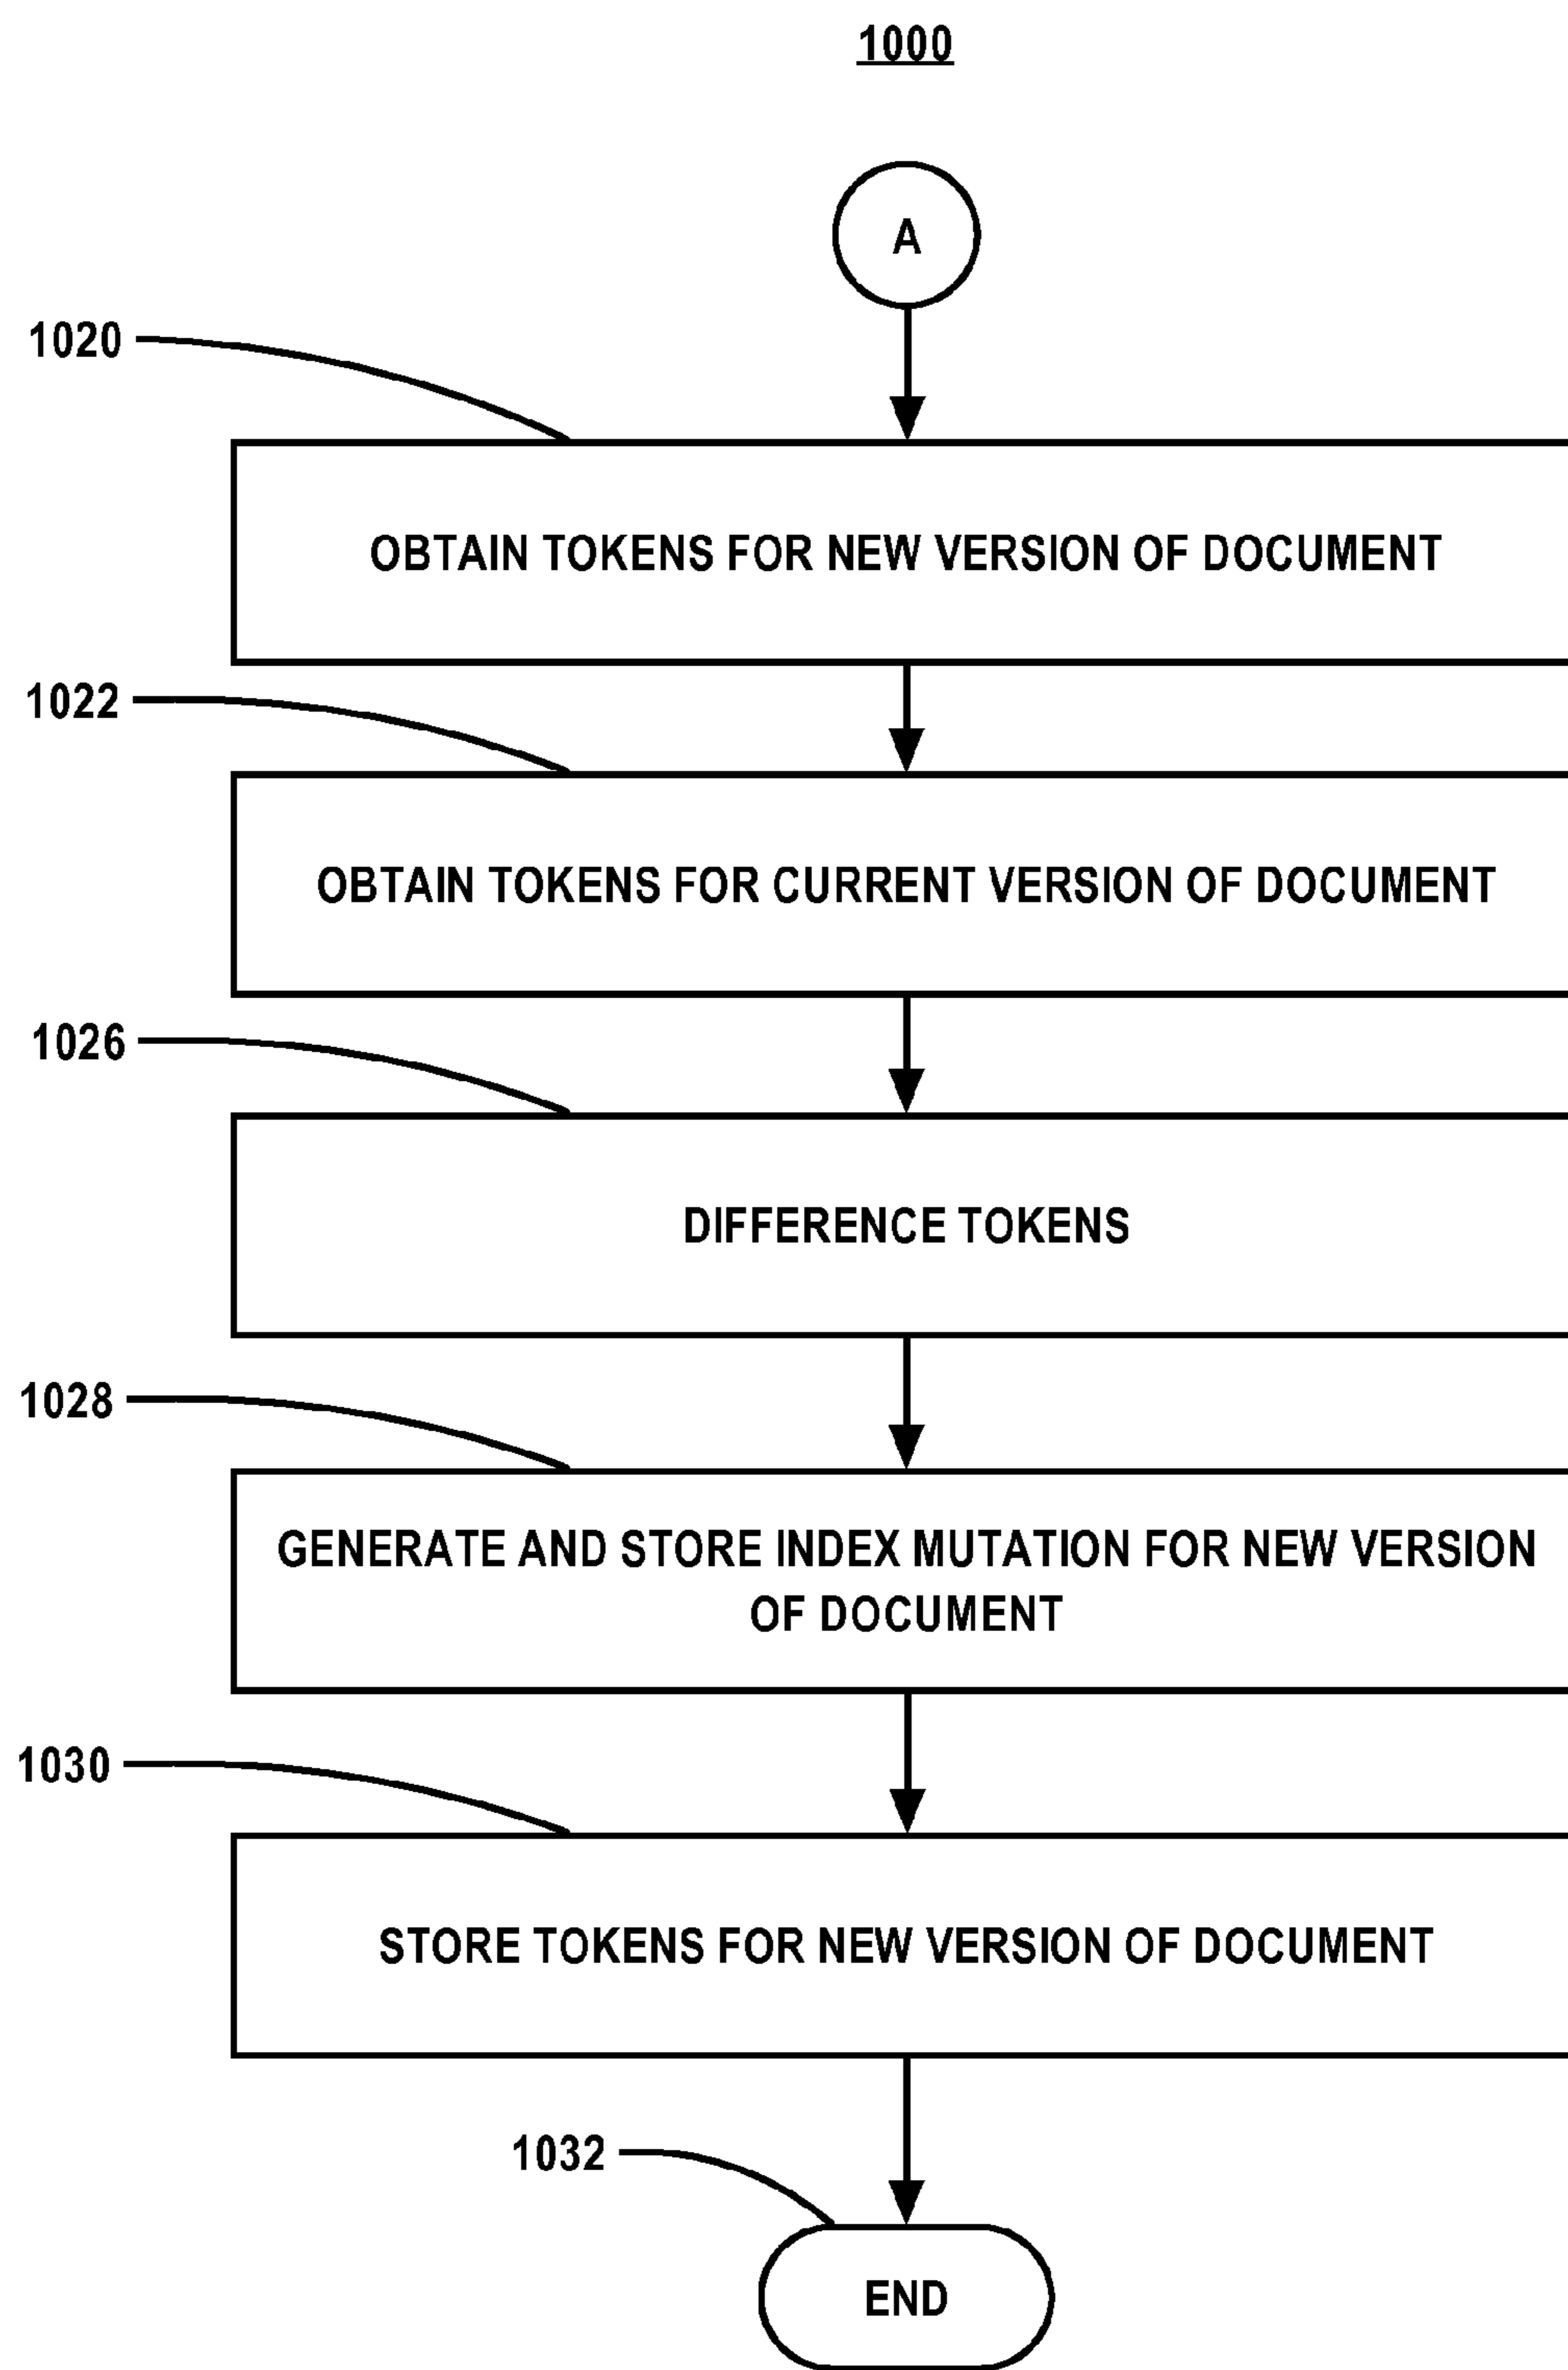 1000
A
1020
OBTAIN TOKENS FOR NEW VERSION OF DOCUMENT
1022
OBTAIN TOKENS FOR CURRENT VERSION OF DOCUMENT
1026
DIFFERENCE TOKENS
1028
GENERATE AND STORE INDEX MUTATION FOR NEW VERSION
OF DOCUMENT
1030
STORE TOKENS FOR NEW VERSION OF DOCUMENT
1032
END